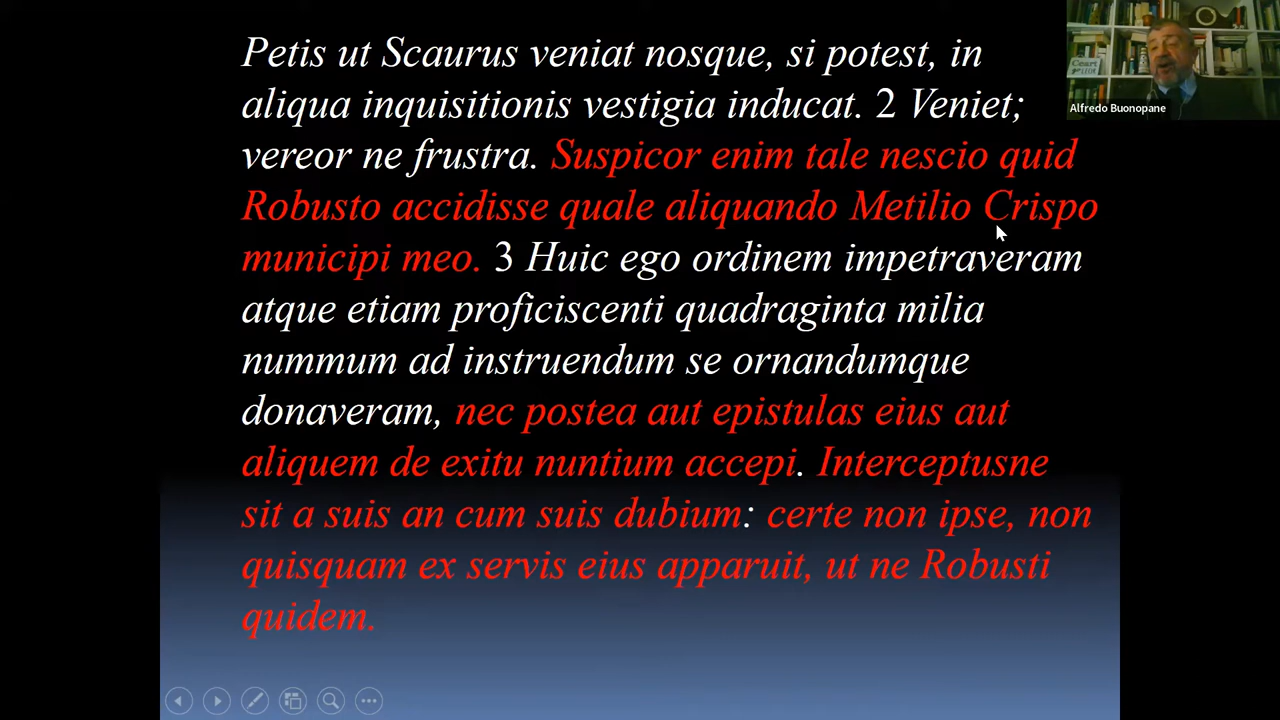 Petis ut Scaurus veniat nosque, si potest, in
aliqua inquisitionis vestigia inducat. 2 Veniet;
vereor ne frustra. Suspicor enim tale nescio quid
Robusto accidisse quale aliquando Metilio Crispo
municipi meo. 3 Huic ego ordinem impetraveram
atque etiam proficiscenti quadraginta milia
nummum ad instruendum se ornandumque
donaveram, nec postea aut epistulas eius aut
aliquem de exitu nuntium accepi. Interceptusne
sit a suis an cum suis dubium: certe non ipse, non
quisquam ex servis eius apparuit, ut ne Robusti
quidem.
Alfredo Buonopane